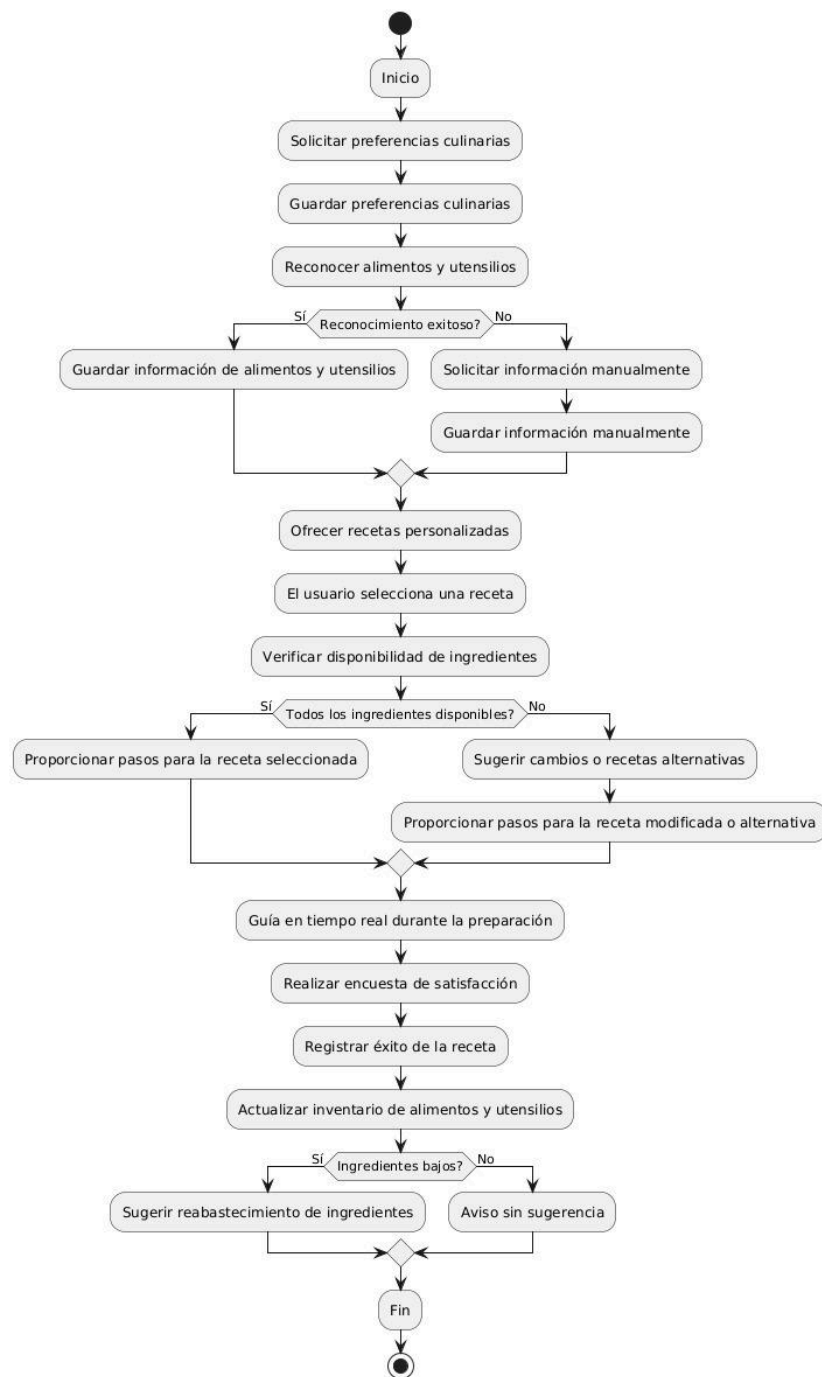 Inicio
Solicitar preferencias culinarias
Guardar preferencias culinarias
Reconocer alimentos y utensilios
Sí
Reconocimiento exitoso?
No
Guardar información de alimentos y utensilios
Solicitar información manualmente
Guardar información manualmente
Ofrecer recetas personalizadas
El usuario selecciona una receta
Verificar disponibilidad de ingredientes
Sí
Todos los ingredientes disponibles?
No
Proporcionar pasos para la receta seleccionada
Sugerir cambios o recetas alternativas
Proporcionar pasos para la receta modificada o alternativa
Guía en tiempo real durante la preparación
Realizar encuesta de satisfacción
Registrar éxito de la receta
Actualizar inventario de alimentos y utensilios
Sí
Ingredientes bajos?
No
Sugerir reabastecimiento de ingredientes
Aviso sin sugerencia
Fin